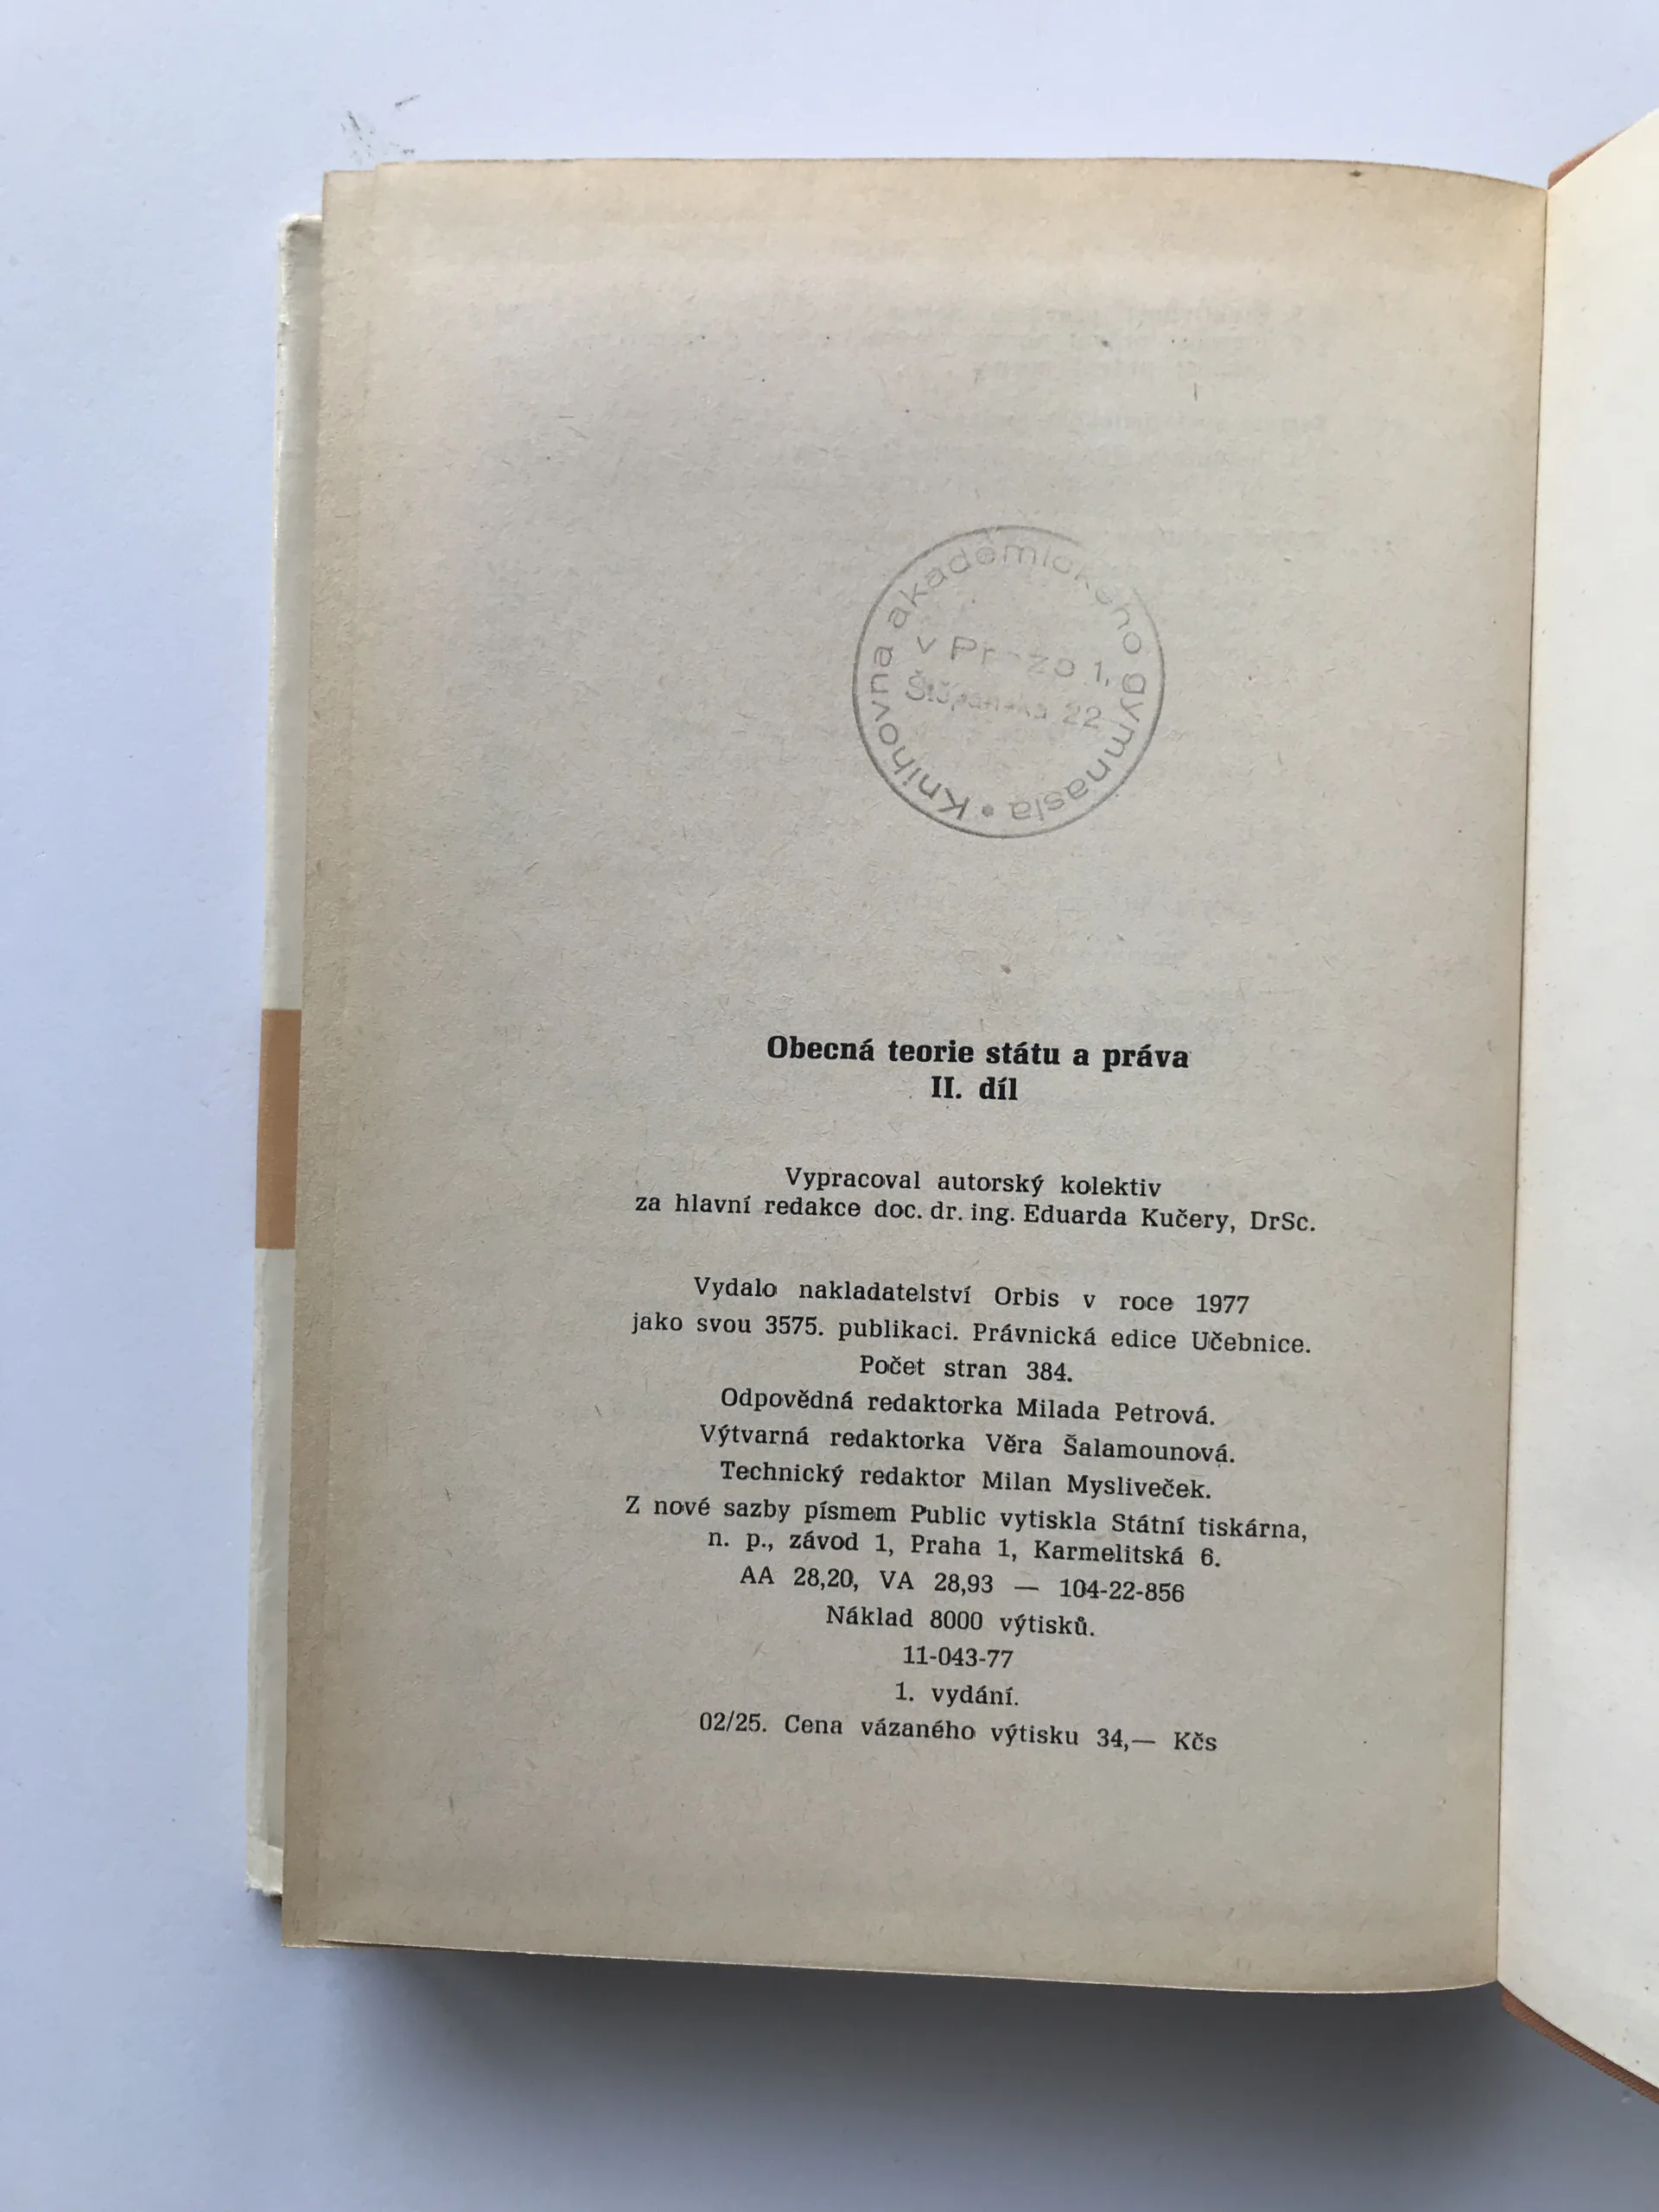 Knihovna akademického gymnasia •
v Praze 1,
Štěpánská 22
Obecná teorie státu a práva
II. díl
Vypracoval autorský kolektiv
za hlavní redakce doc. dr. ing. Eduarda Kučery, DrSc.
Vydalo nakladatelství Orbis v roce 1977
jako svou 3575. publikaci. Právnická edice Učebnice.
Počet stran 384.
Odpovědná redaktorka Milada Petrová.
Výtvarná redaktorka Věra Šalamounová.
Technický redaktor Milan Mysliveček.
Z nové sazby písmem Public vytiskla Státní tiskárna,
n. p., závod 1, Praha 1, Karmelitská 6.
AA 28,20, VA 28,93 — 104-22-856
Náklad 8000 výtisků.
11-043-77
1. vydání.
02/25. Cena vázaného výtisku 34,— Kčs